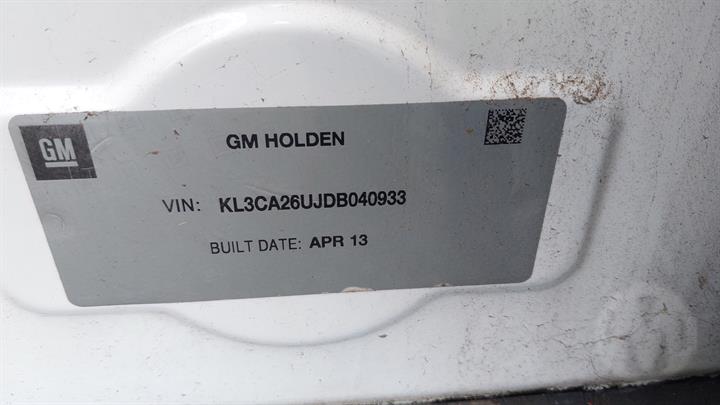 GM
GM HOLDEN
VIN: KL3CA26UJDB040933
BUILT DATE: APR 13